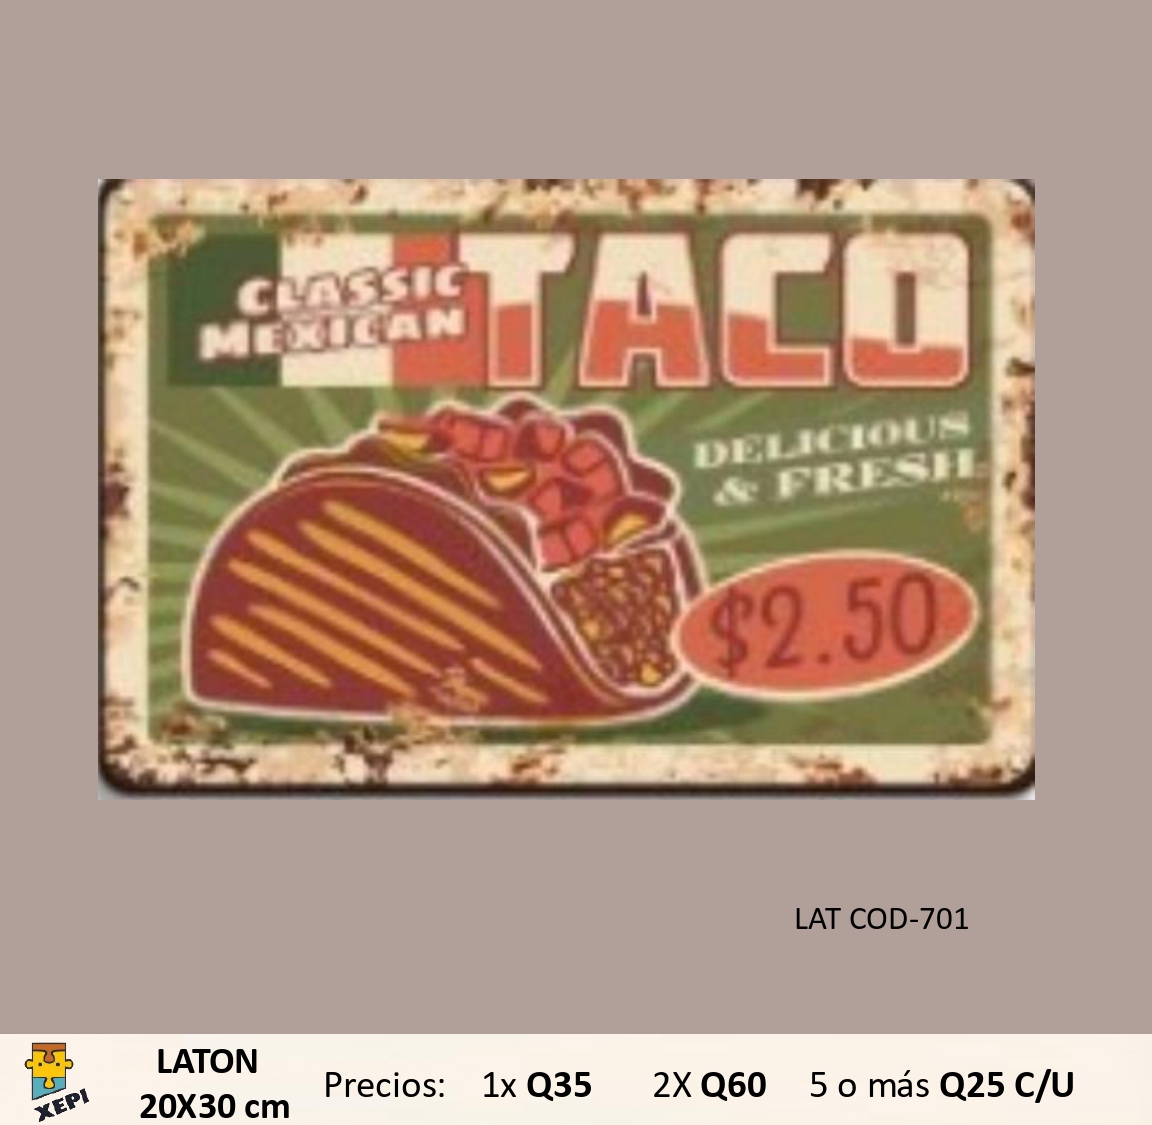 CLASSIC
MEXICAN
TACO
DELICIOUS
& FRESH
$2.50
LAT COD-701
XEPI
LATON
20X30 cm
Precios: 1x Q35 2X Q60 5 o más Q25 C/U